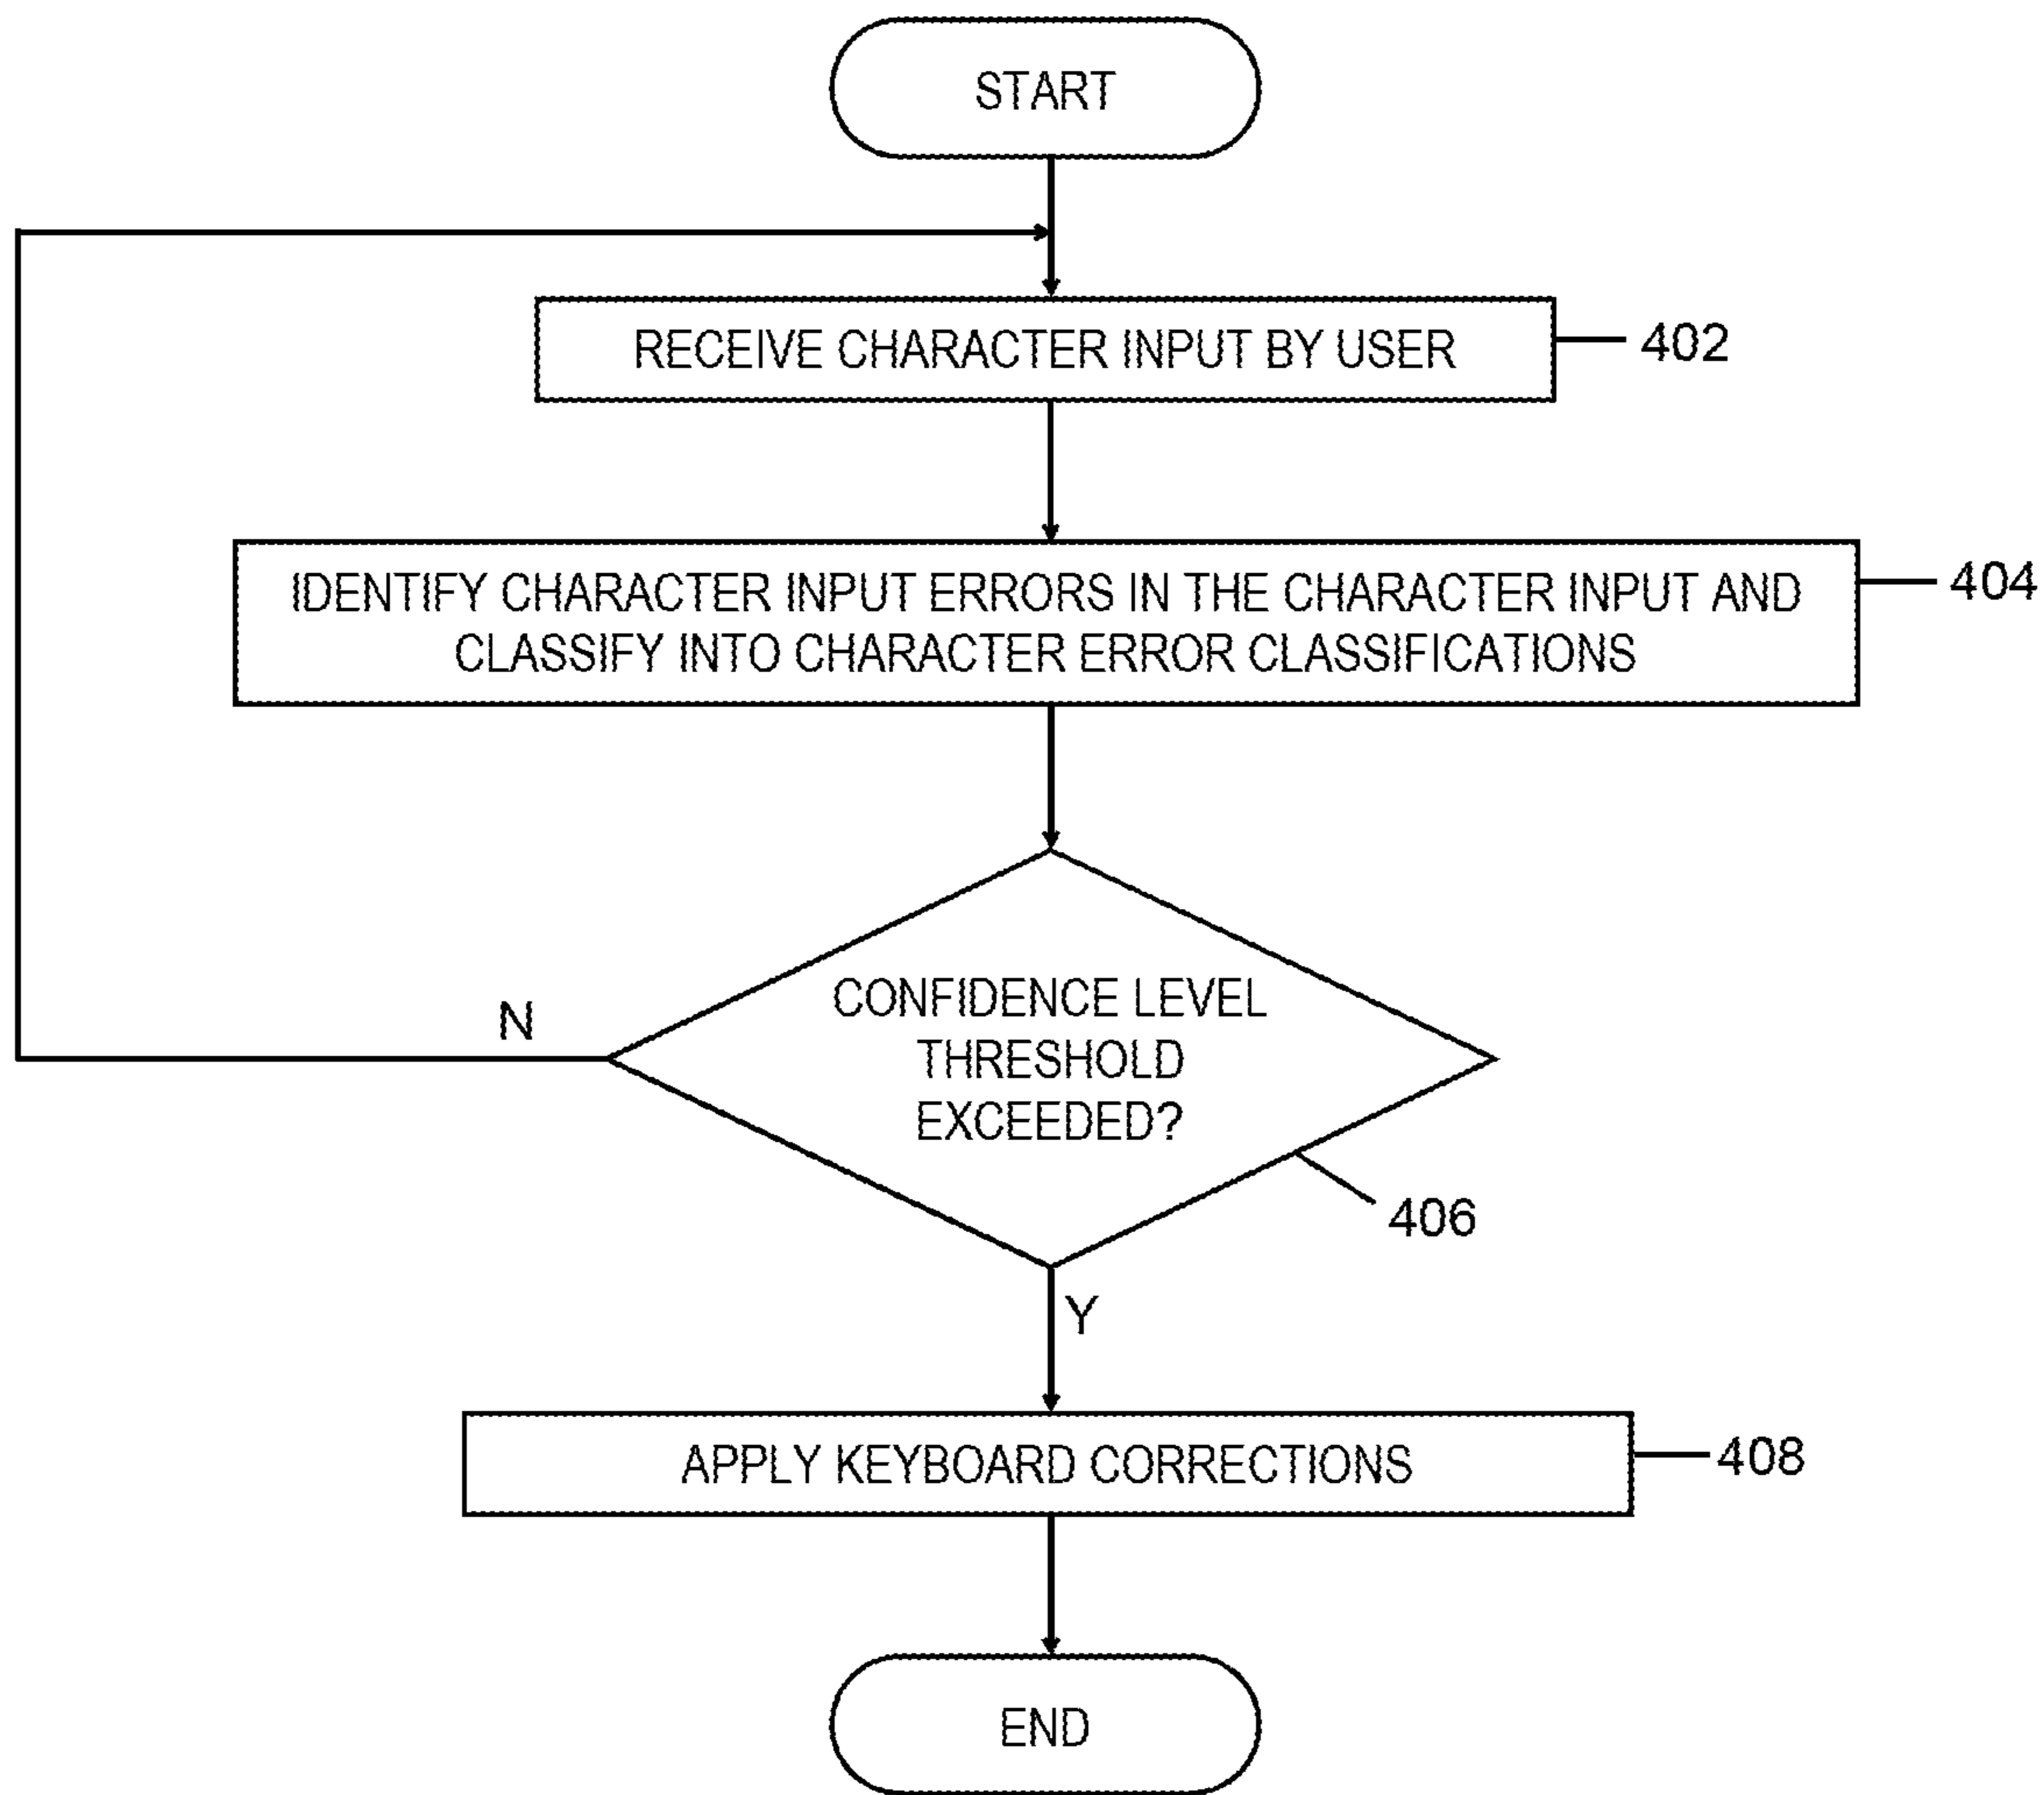 START
RECEIVE CHARACTER INPUT BY USER
402
IDENTIFY CHARACTER INPUT ERRORS IN THE CHARACTER INPUT AND
CLASSIFY INTO CHARACTER ERROR CLASSIFICATIONS
404
CONFIDENCE LEVEL
THRESHOLD
EXCEEDED?
N
406
Y
APPLY KEYBOARD CORRECTIONS
408
END